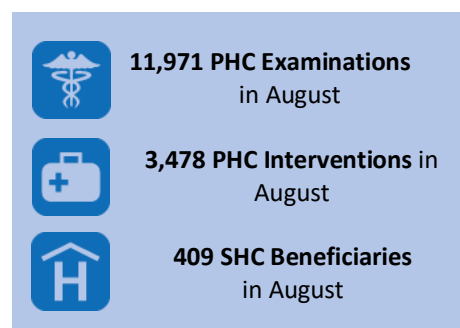 11,971 PHC Examinations
in August
3,478 PHC Interventions in
August
H
409 SHC Beneficiaries
in August